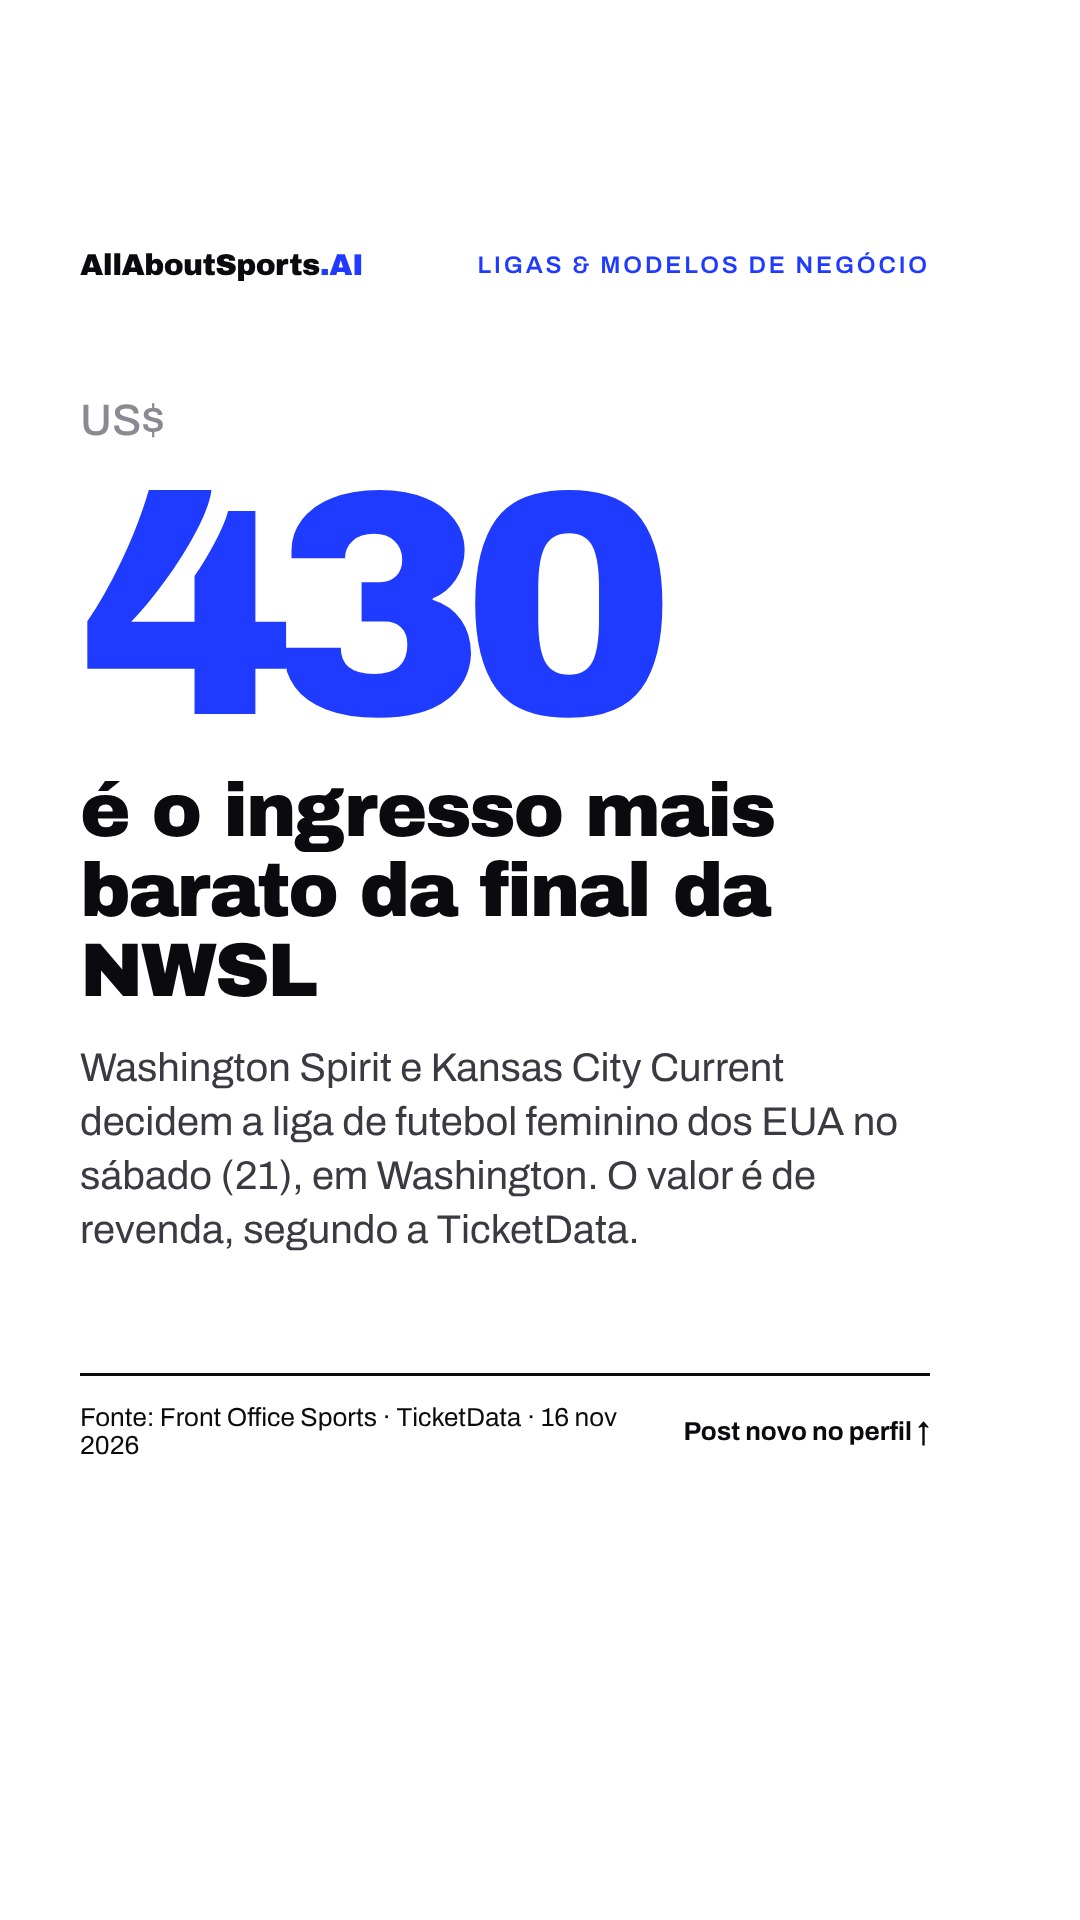 AllAboutSports.AI
LIGAS & MODELOS DE NEGÓCIO
US$
430
é o ingresso mais
barato da final da
NWSL
Washington Spirit e Kansas City Current
decidem a liga de futebol feminino dos EUA no
sábado (21), em Washington. O valor é de
revenda, segundo a TicketData.
Fonte: Front Office Sports · TicketData · 16 nov
2026
Post novo no perfil ↑